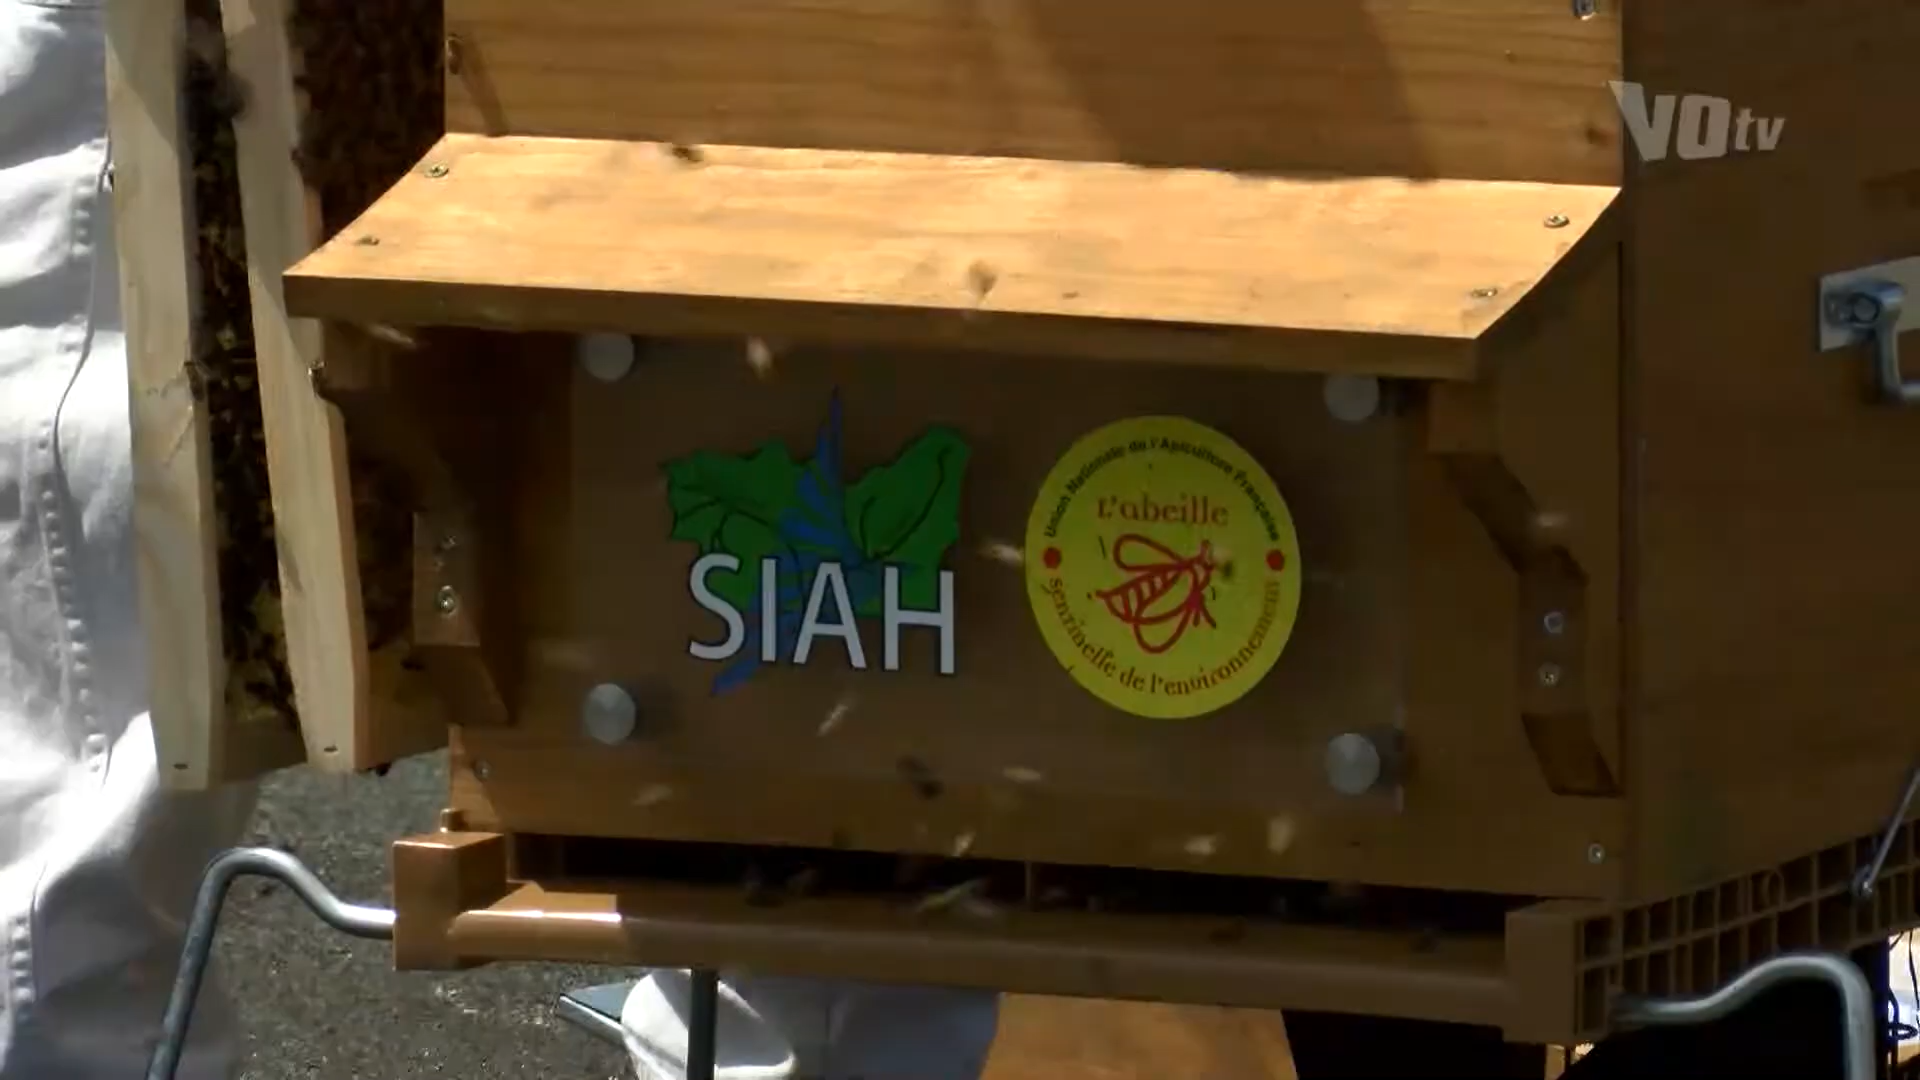 VOtv
SIAH
Union Nationale de l'Apiculture Française
L'abeille
sentinelle de l'environnement